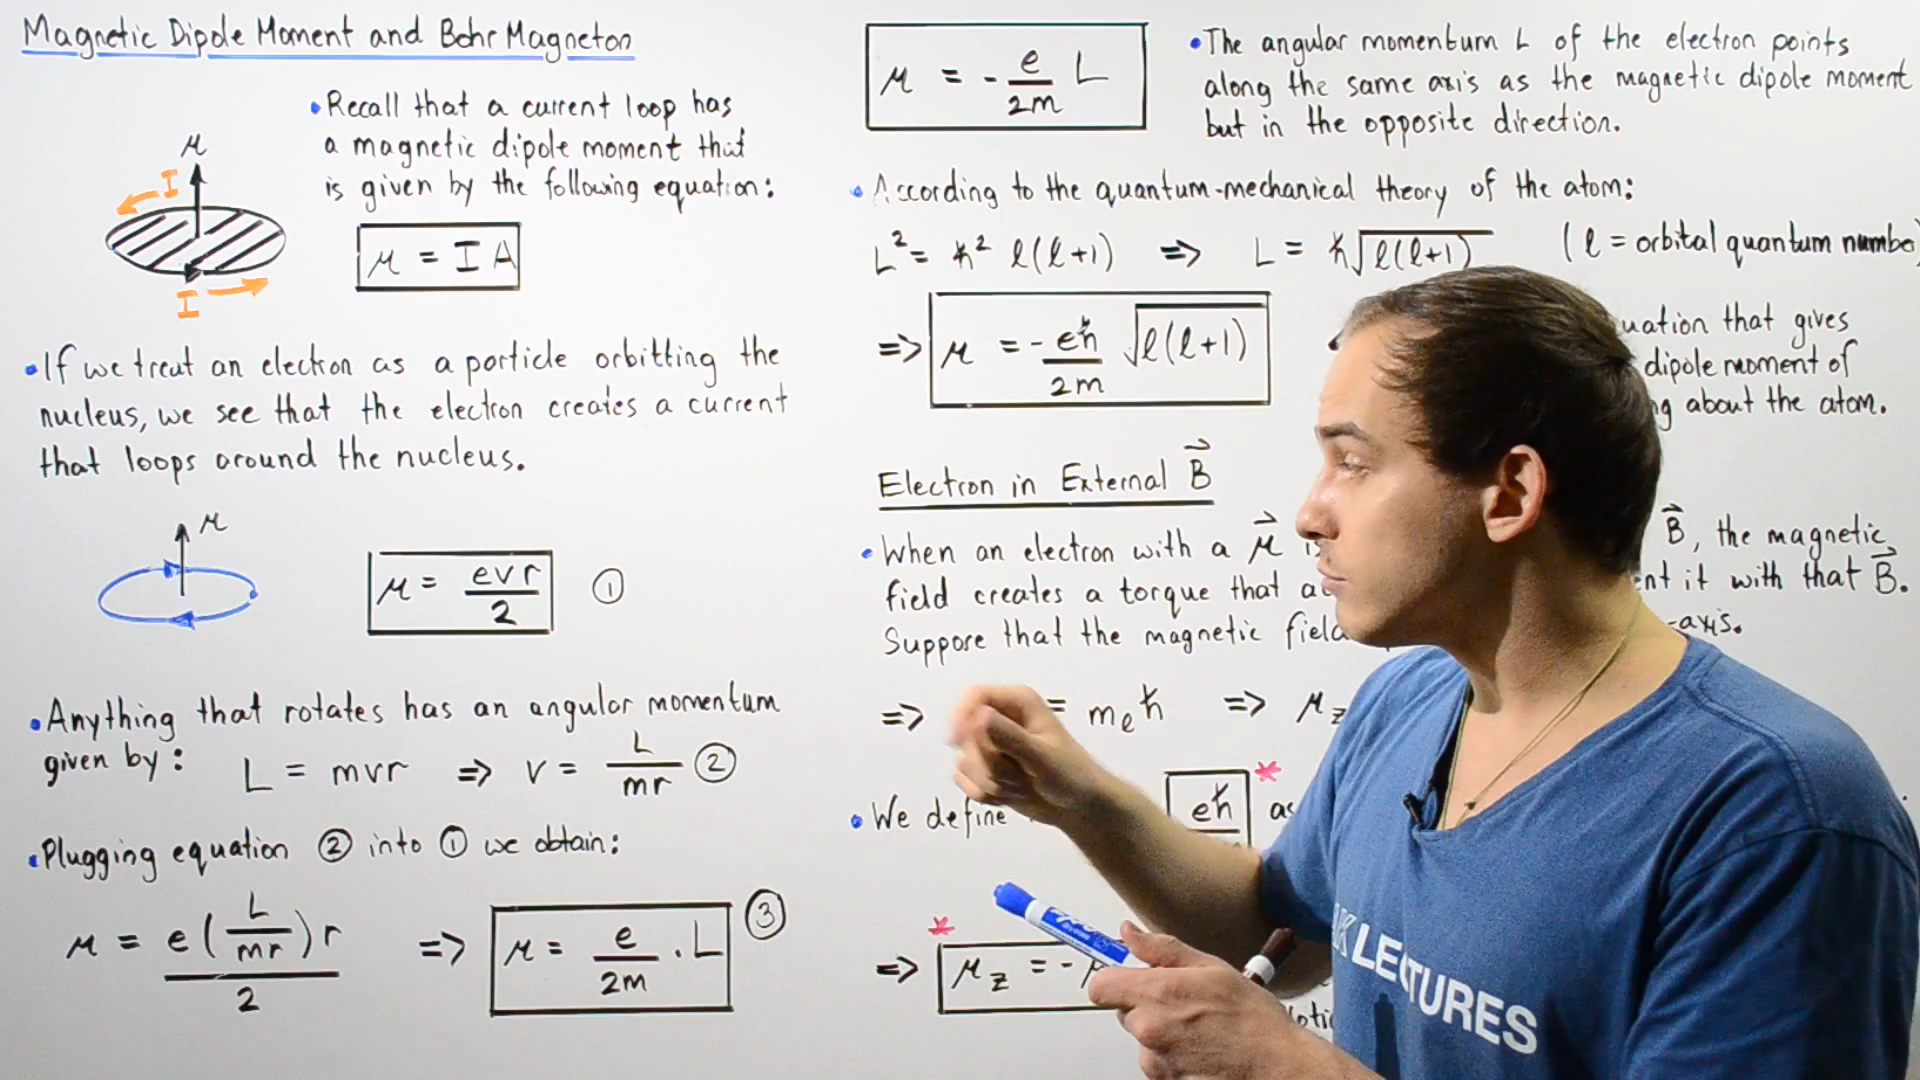 Magnetic Dipole Moment and Bohr Magneton
•Recall that a current loop has
a magnetic dipole moment that
is given by the following equation:
μ
I
I
μ = I A
•If we treat an electron as a particle orbitting the
nucleus, we see that the electron creates a current
that loops around the nucleus.
μ
μ = evr/2 ①
•Anything that rotates has an angular momentum
given by: L = mvr => v = L/mr ②
•Plugging equation ② into ① we obtain:
μ = e(L/mr)r/2 => μ = e/2m . L ③
μ = - e/2m L
•The angular momentum L of the electron points
along the same axis as the magnetic dipole moment
but in the opposite direction.
•According to the quantum-mechanical theory of the atom:
L² = ħ² ℓ(ℓ+1) => L = ħ√ℓ(ℓ+1) (ℓ = orbital quantum number)
=> μ = - eħ/2m √ℓ(ℓ+1)
that gives
dipole moment of
about the atom.
Electron in External B⃗
•When an electron with a μ⃗ B⃗, the magnetic
field creates a torque that it with that B⃗.
Suppose that the magnetic field -axis.
=> = mℓħ => μz
•We define eħ *
* => μz = -
AK LECTURES